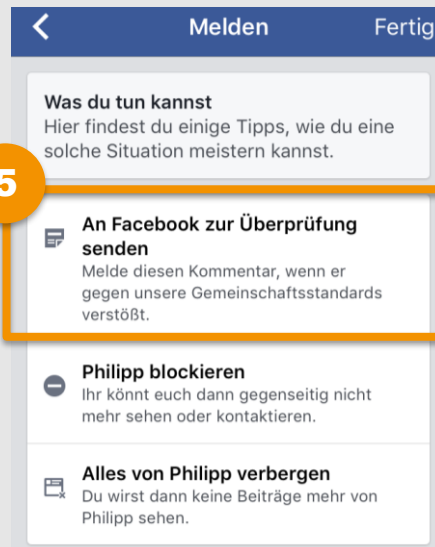 Melden Fertig
Was du tun kannst
Hier findest du einige Tipps, wie du eine
solche Situation meistern kannst.
5
An Facebook zur Überprüfung
senden
Melde diesen Kommentar, wenn er
gegen unsere Gemeinschaftsstandards
verstößt.
Philipp blockieren
Ihr könnt euch dann gegenseitig nicht
mehr sehen oder kontaktieren.
Alles von Philipp verbergen
Du wirst dann keine Beiträge mehr von
Philipp sehen.